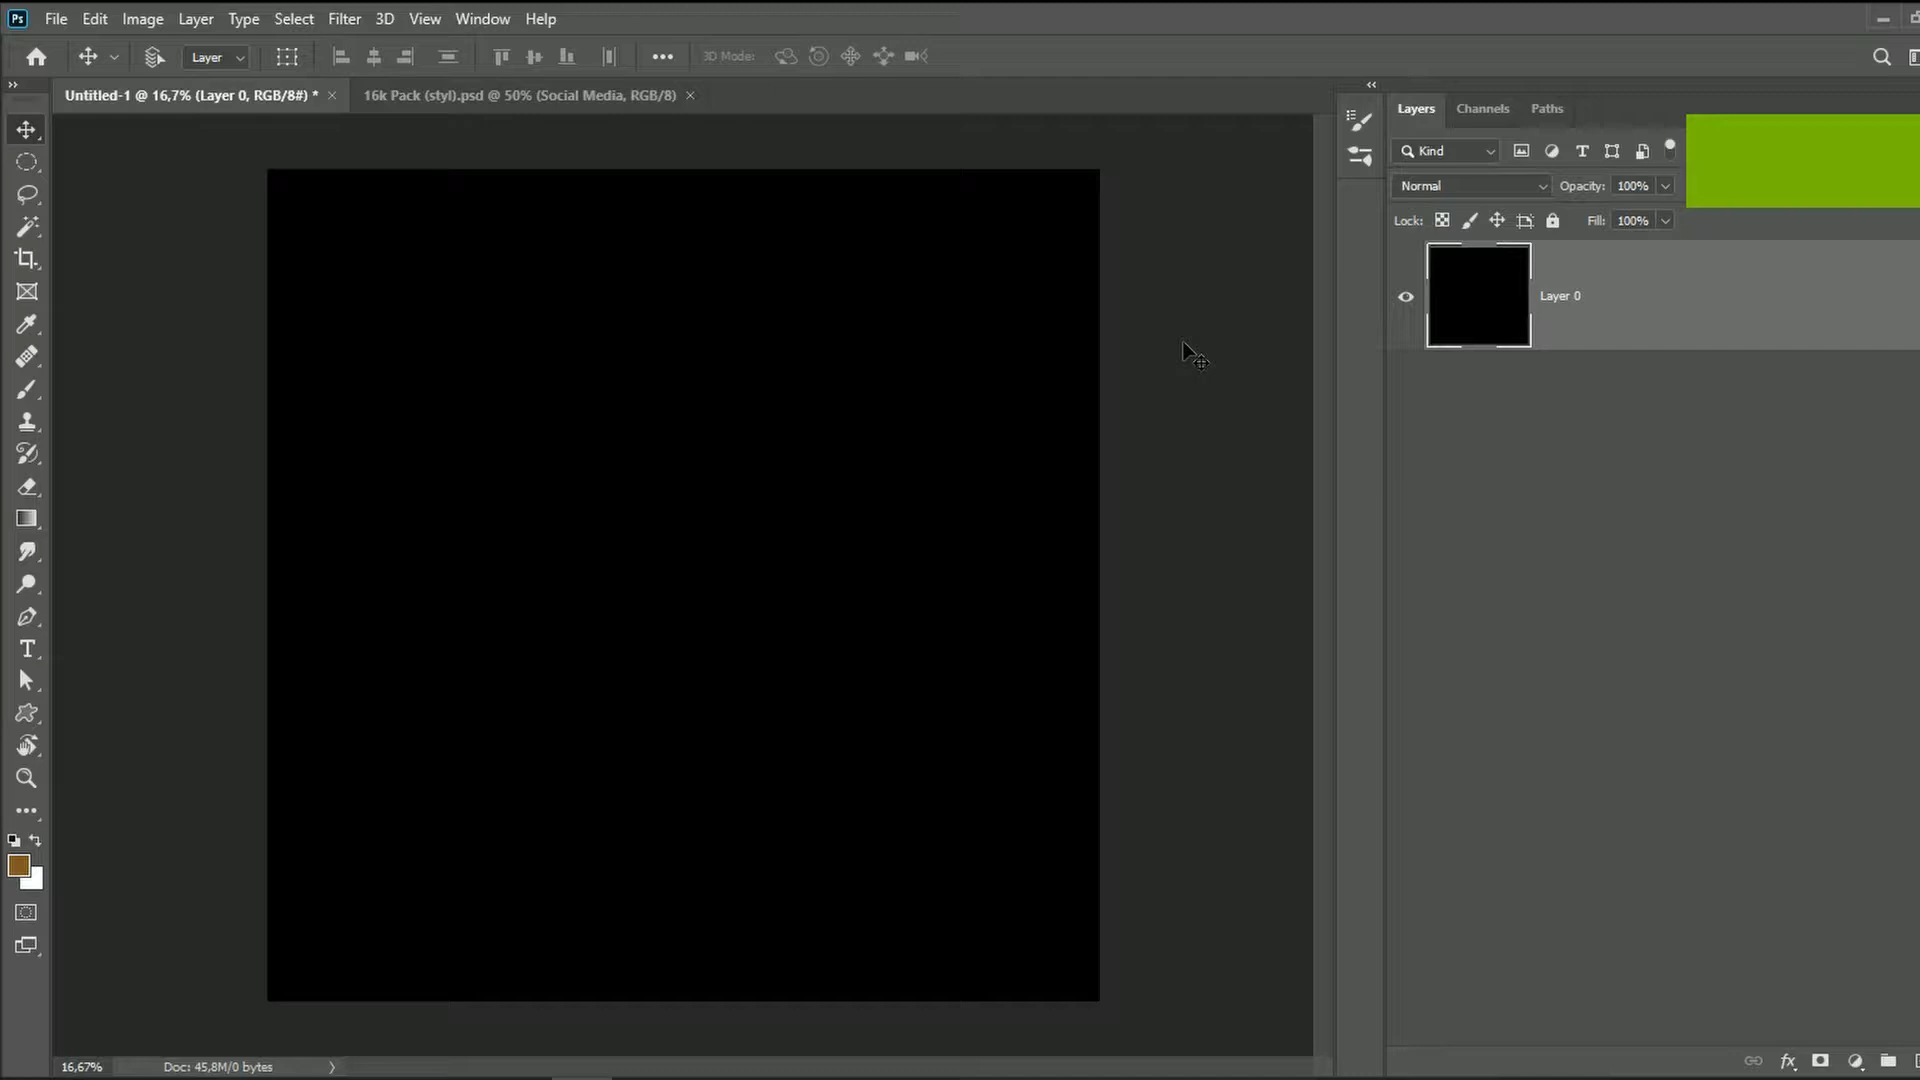 Ps File Edit Image Layer Type Select Filter 3D View Window Help
Layer 3D Mode:
Untitled-1 @ 16,7% (Layer 0, RGB/8#) * × 16k Pack (styl).psd @ 50% (Social Media, RGB/8) ×
Layers Channels Paths
Kind
Normal Opacity: 100%
Lock: Fill: 100%
Layer 0
16,67% Doc: 45,8M/0 bytes